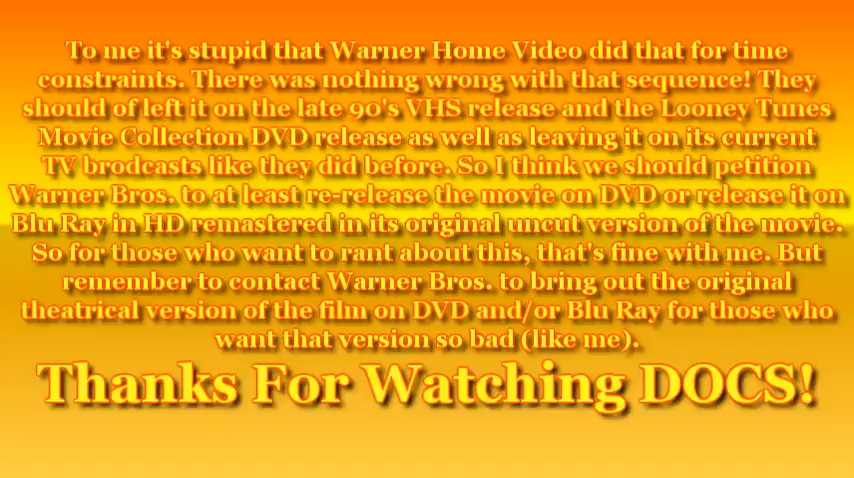 To me it's stupid that Warner Home Video did that for time
constraints. There was nothing wrong with that sequence! They
should of left it on the late 90's VHS release and the Looney Tunes
Movie Collection DVD release as well as leaving it on its current
TV brodcasts like they did before. So I think we should petition
Warner Bros. to at least re-release the movie on DVD or release it on
Blu Ray in HD remastered in its original uncut version of the movie.
So for those who want to rant about this, that's fine with me. But
remember to contact Warner Bros. to bring out the original
theatrical version of the film on DVD and/or Blu Ray for those who
want that version so bad (like me).
Thanks For Watching DOCS!